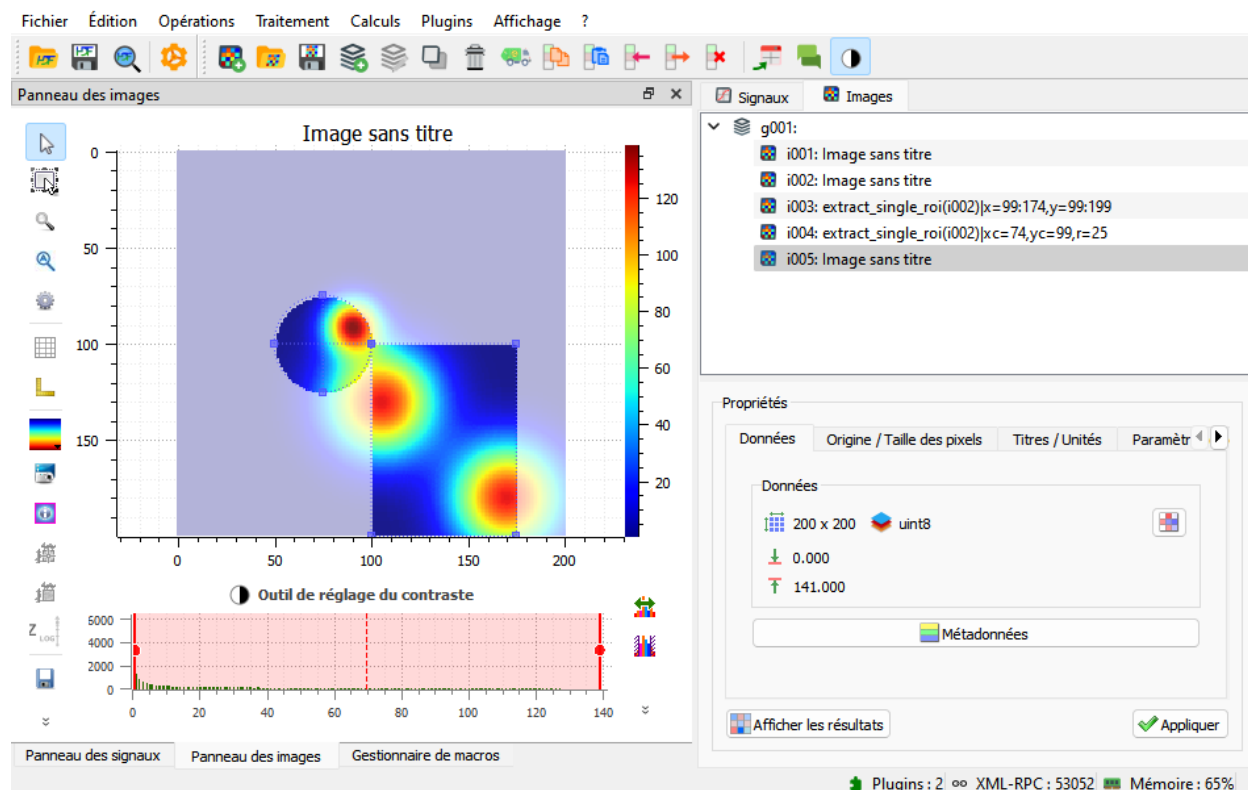 Fichier Édition Opérations Traitement Calculs Plugins Affichage ?
Panneau des images
Signaux Images
Image sans titre
g001:
i001: Image sans titre
i002: Image sans titre
i003: extract_single_roi(i002)|x=99:174,y=99:199
i004: extract_single_roi(i002)|xc=74,yc=99,r=25
i005: Image sans titre
0
50
100
150
0 50 100 150 200
120
100
80
60
40
20
Propriétés
Données Origine / Taille des pixels Titres / Unités Paramètr
Données
200 x 200 uint8
0.000
141.000
Métadonnées
Afficher les résultats Appliquer
Outil de réglage du contraste
6000
4000
2000
0
0 20 40 60 80 100 120 140
Z LOG
Panneau des signaux Panneau des images Gestionnaire de macros
Plugins : 2 XML-RPC : 53052 Mémoire : 65%